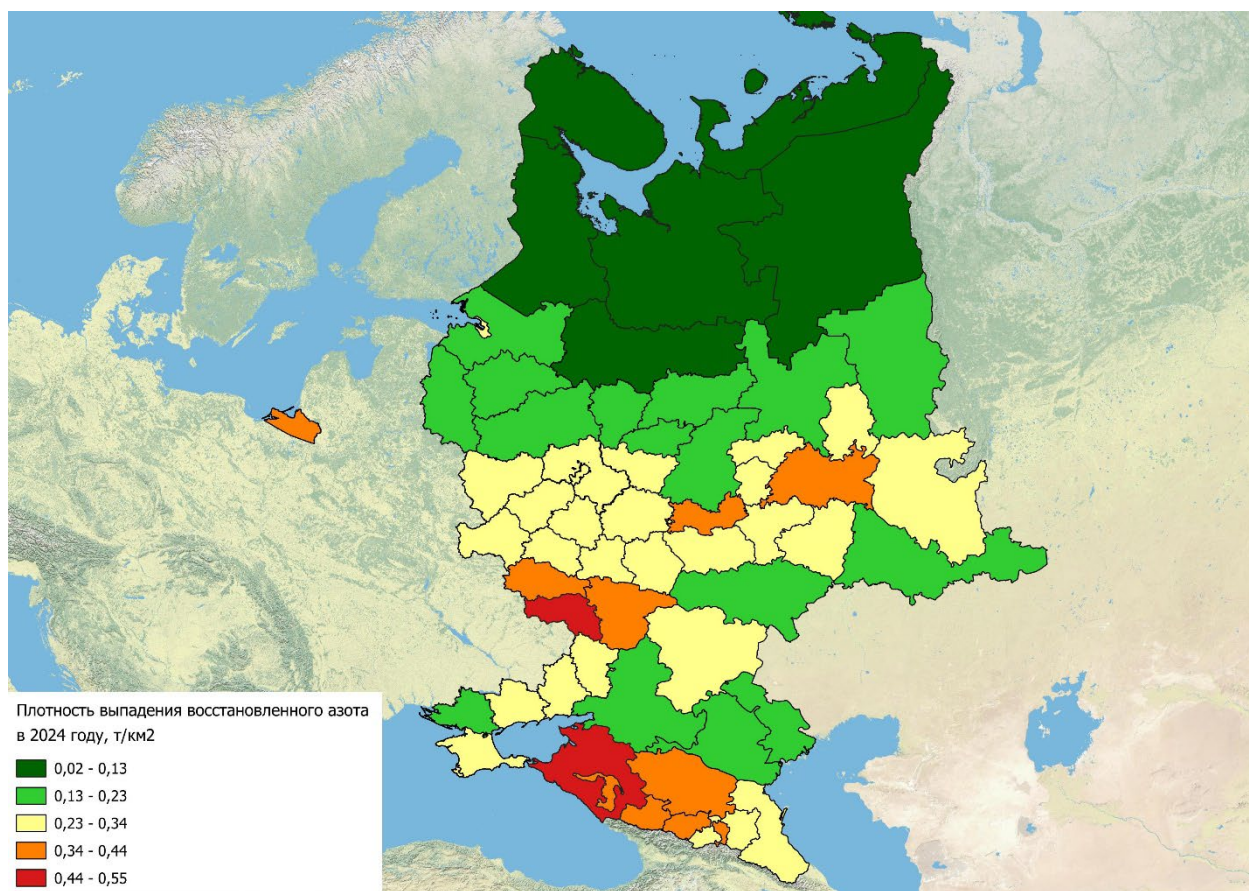 Плотность выпадения восстановленного азота
в 2024 году, т/км2
0,02 - 0,13
0,13 - 0,23
0,23 - 0,34
0,34 - 0,44
0,44 - 0,55